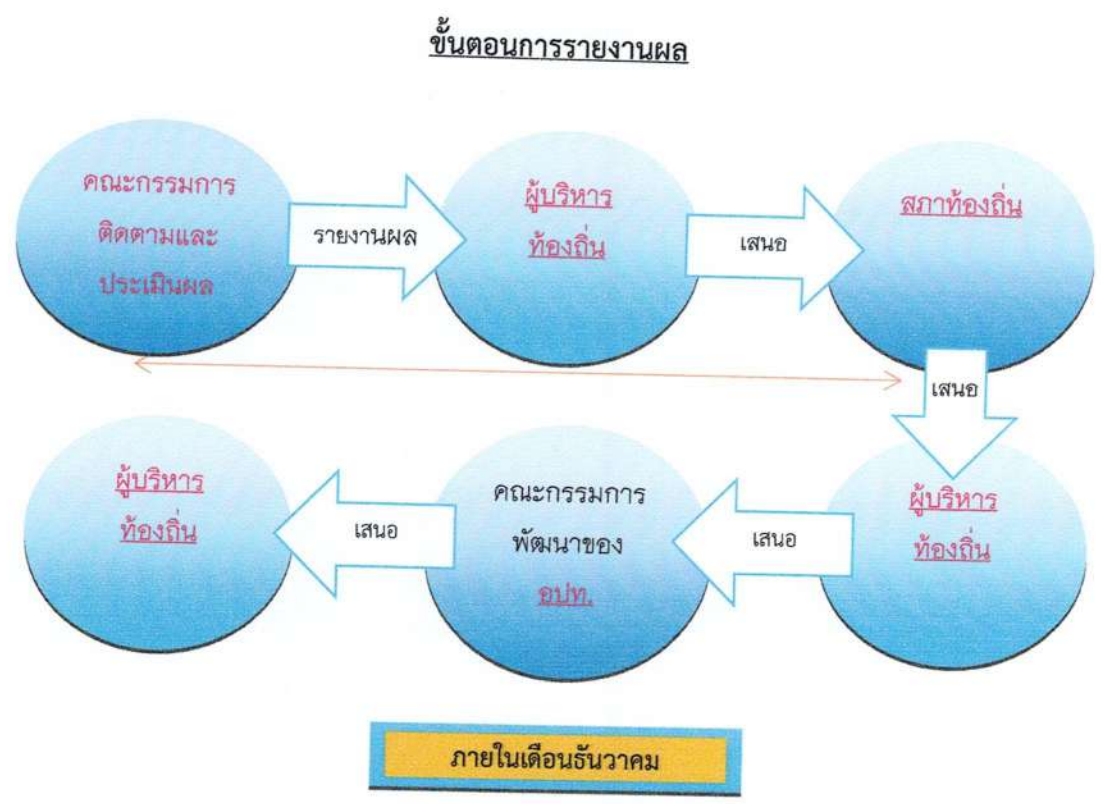 ขั้นตอนการรายงานผล
คณะกรรมการ
ติดตามและ
ประเมินผล
รายงานผล
ผู้บริหาร
ท้องถิ่น
เสนอ
สภาท้องถิ่น
เสนอ
ผู้บริหาร
ท้องถิ่น
เสนอ
คณะกรรมการ
พัฒนาของ
อปท.
เสนอ
ผู้บริหาร
ท้องถิ่น
ภายในเดือนธันวาคม